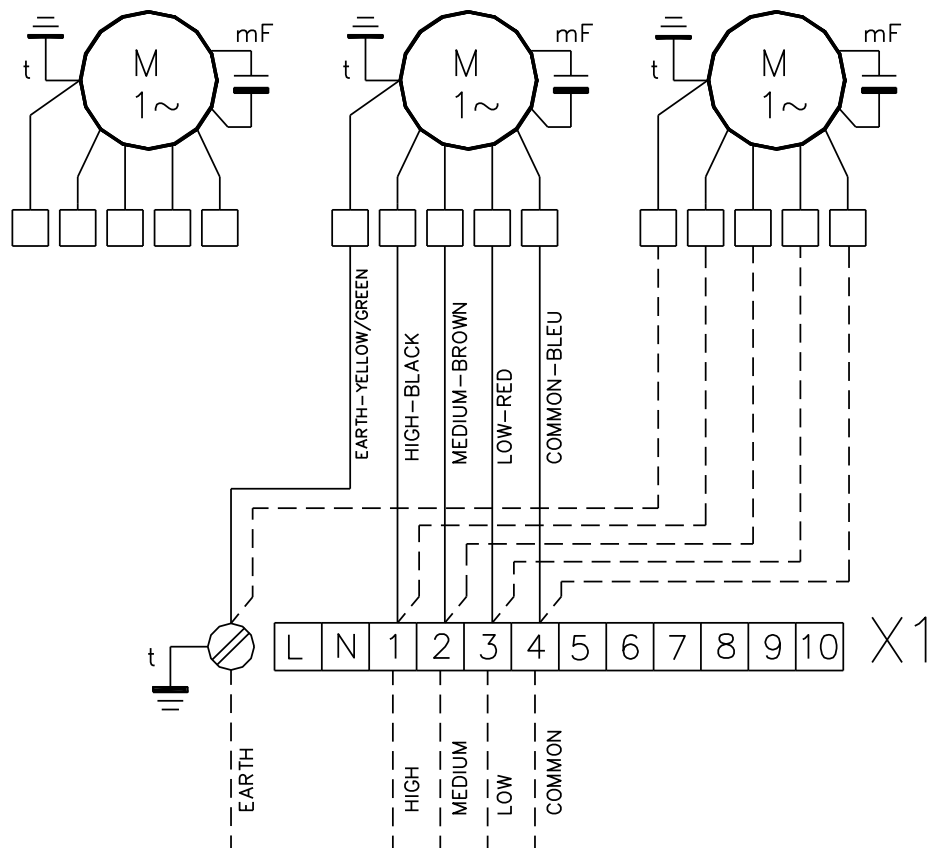 mF
mF
mF
t
M
t
M
t
M
1~
1~
1~
EARTH-YELLOW/GREEN
HIGH-BLACK
MEDIUM-BROWN
LOW-RED
COMMON-BLEU
t
L N 1 2 3 4 5 6 7 8 9 10 X1
EARTH
HIGH
MEDIUM
LOW
COMMON